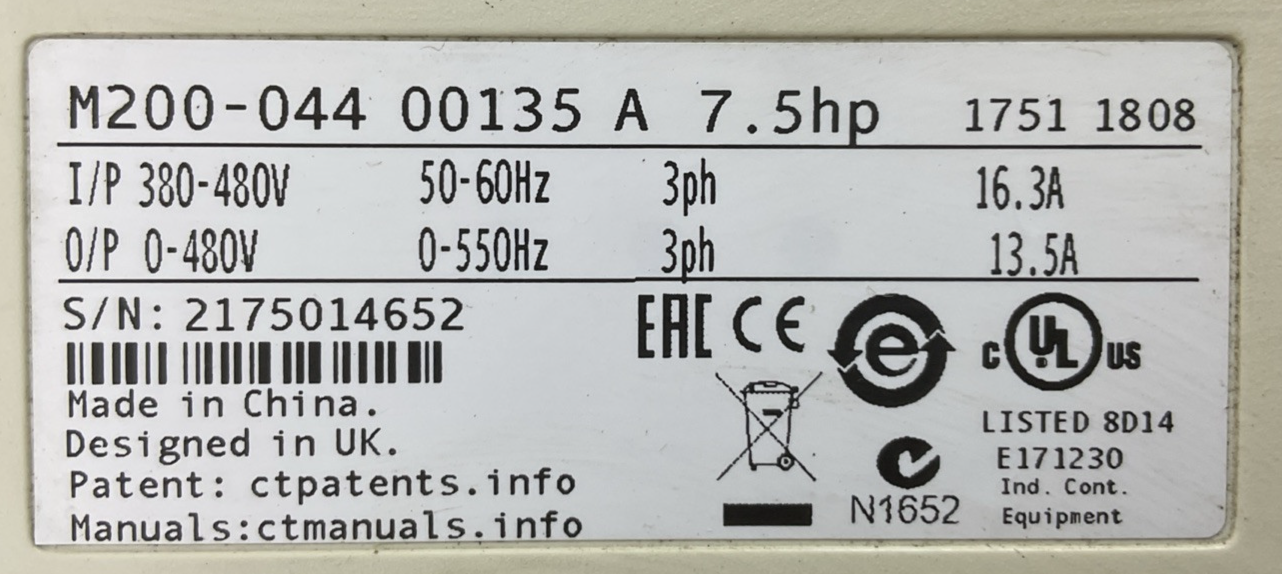 M200-044 00135 A 7.5hp 1751 1808
I/P 380-480V 50-60Hz 3ph 16.3A
O/P 0-480V 0-550Hz 3ph 13.5A
S/N: 2175014652
EAC CE e c UL US
Made in China.
Designed in UK.
Patent: ctpatents.info
Manuals:ctmanuals.info
N1652
LISTED 8D14
E171230
Ind. Cont.
Equipment